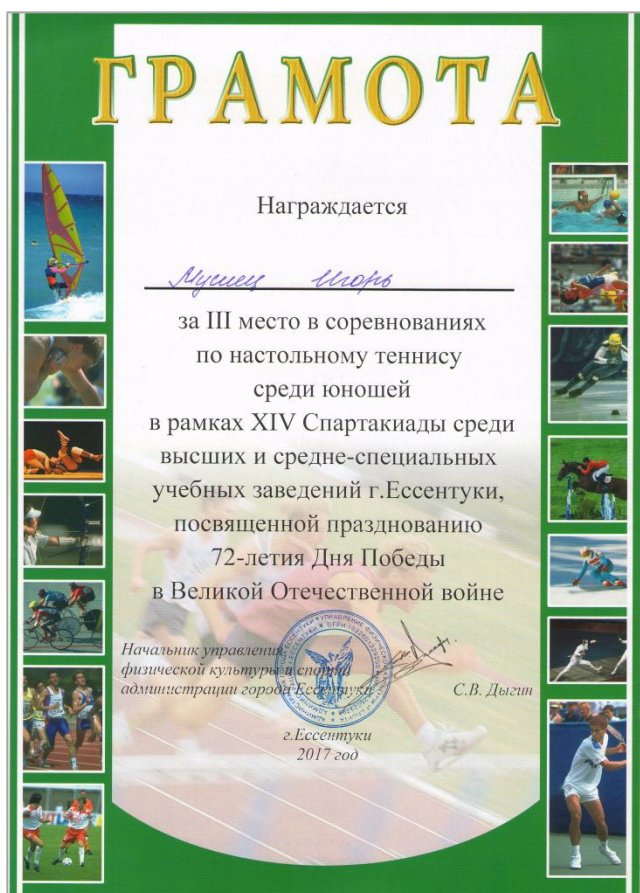 ГРАМОТА
Награждается
Игорь
за III место в соревнованиях
по настольному теннису
среди юношей
в рамках XIV Спартакиады среди
высших и средне-специальных
учебных заведений г.Ессентуки,
посвященной празднованию
72-летия Дня Победы
в Великой Отечественной войне
Начальник управления
физической культуры и спорта
администрации города Ессентуки С.В. Дыгин
г.Ессентуки
2017 год